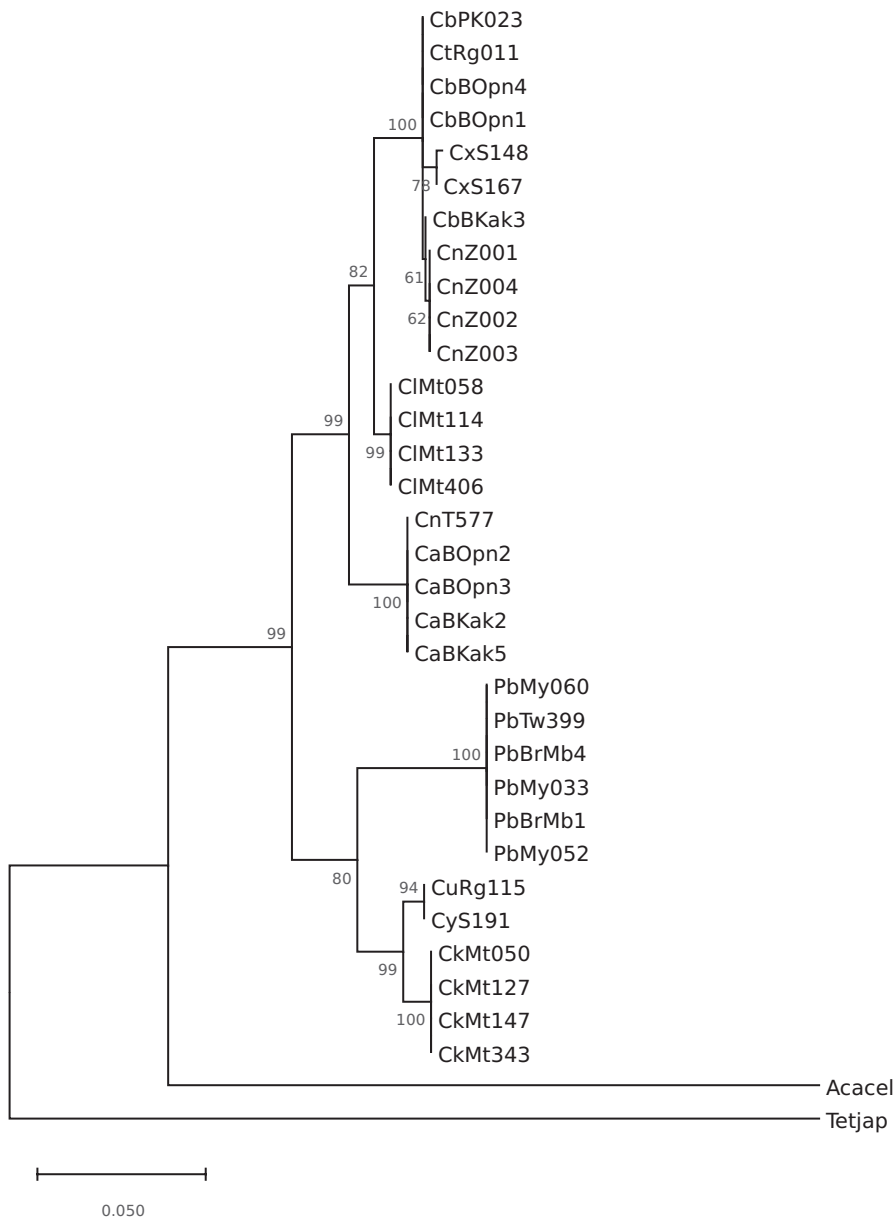 CbPK023
CtRg011
CbBOpn4
CbBOpn1
100
CxS148
CxS167
78
CbBKak3
CnZ001
82
61
CnZ004
CnZ002
62
CnZ003
ClMt058
ClMt114
99
ClMt133
99
ClMt406
CnT577
CaBOpn2
CaBOpn3
100
CaBKak2
99
CaBKak5
PbMy060
PbTw399
100
PbBrMb4
PbMy033
PbBrMb1
PbMy052
80
94
CuRg115
CyS191
CkMt050
99
CkMt127
100
CkMt147
CkMt343
Acacel
Tetjap
0.050